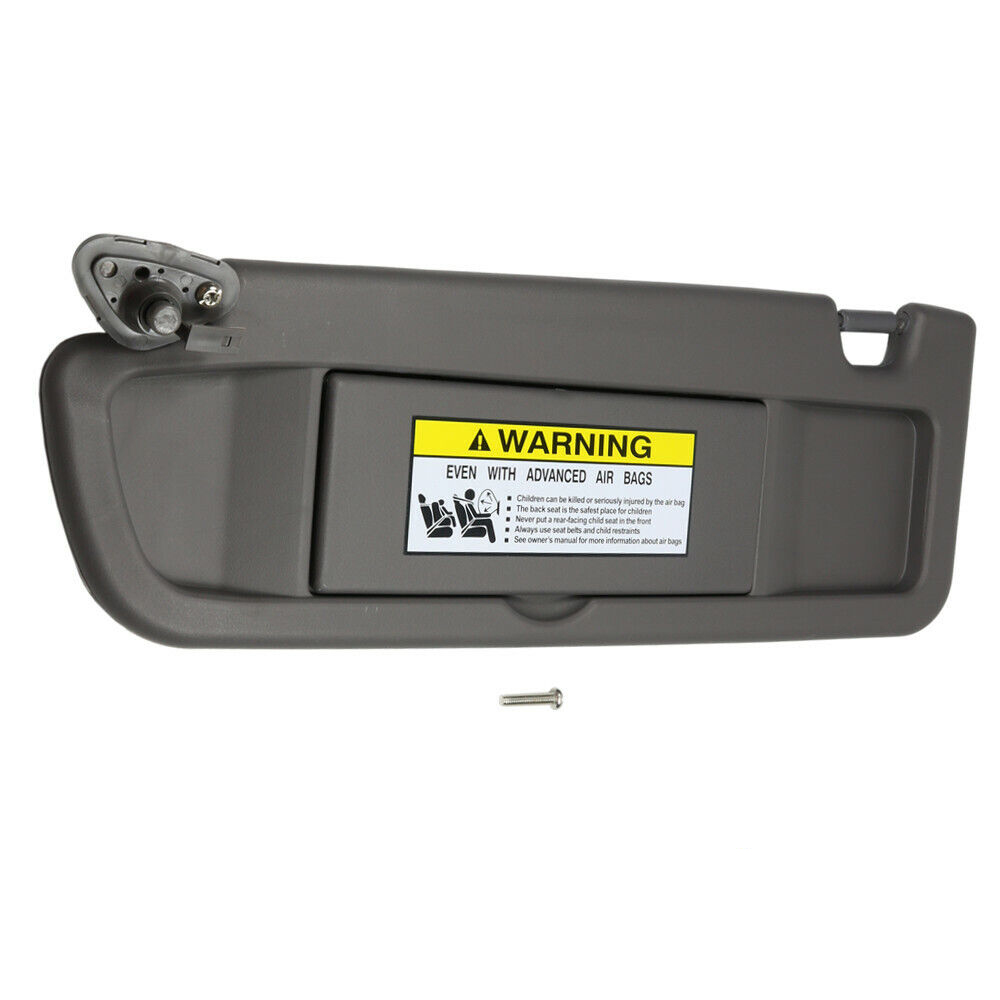 WARNING
EVEN WITH ADVANCED AIR BAGS
Children can be killed or seriously injured by the air bag
The back seat is the safest place for children
Never put a rear-facing child seat in the front
Always use seat belts and child restraints
See owner's manual for more information about air bags